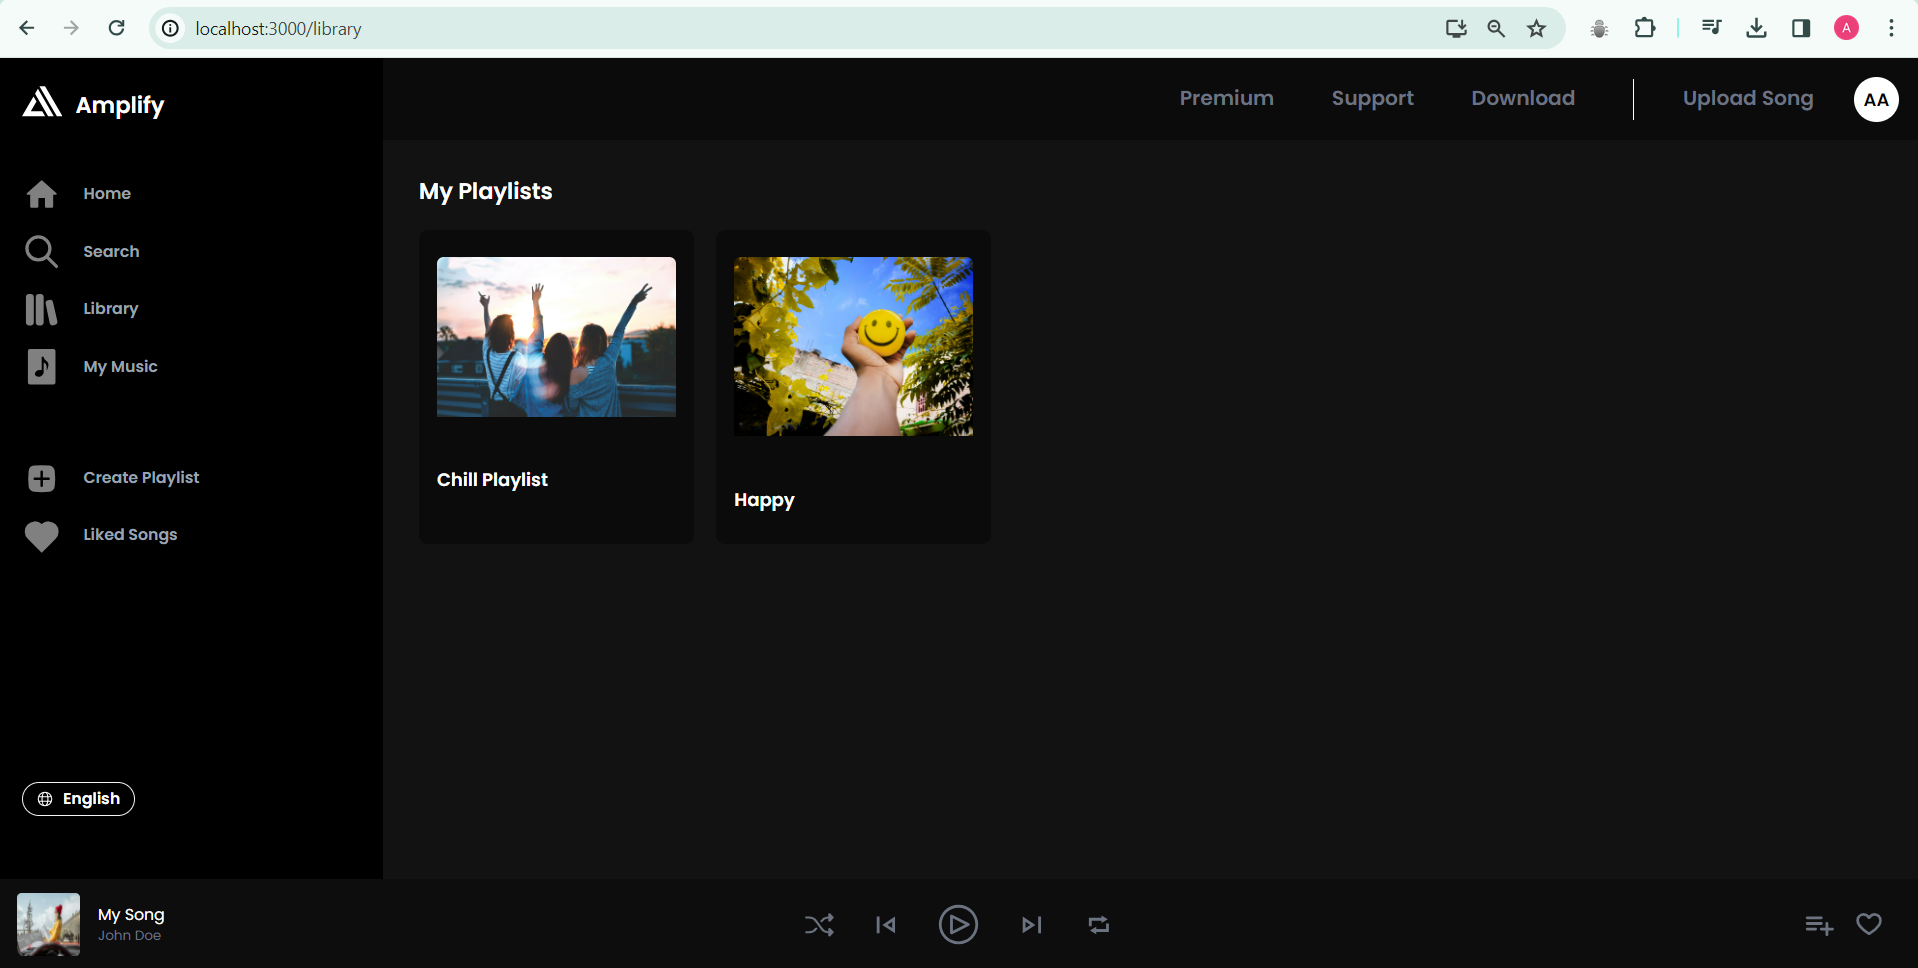 localhost:3000/library
A
Amplify
Premium
Support
Download
Upload Song
AA
Home
Search
Library
My Music
Create Playlist
Liked Songs
English
My Playlists
Chill Playlist
Happy
My Song
John Doe